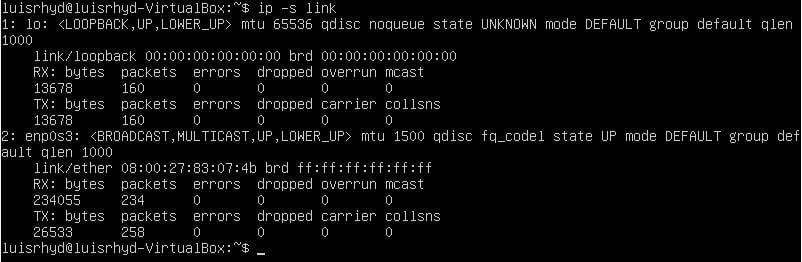 luisrhyd@luisrhyd-VirtualBox:~$ ip -s link
1: lo: <LOOPBACK,UP,LOWER_UP> mtu 65536 qdisc noqueue state UNKNOWN mode DEFAULT group default qlen
1000
    link/loopback 00:00:00:00:00:00 brd 00:00:00:00:00:00
    RX: bytes  packets  errors  dropped overrun mcast
    13678      160      0       0       0       0
    TX: bytes  packets  errors  dropped carrier collsns
    13678      160      0       0       0       0
2: enp0s3: <BROADCAST,MULTICAST,UP,LOWER_UP> mtu 1500 qdisc fq_codel state UP mode DEFAULT group def
ault qlen 1000
    link/ether 08:00:27:83:07:4b brd ff:ff:ff:ff:ff:ff
    RX: bytes  packets  errors  dropped overrun mcast
    234055     234      0       0       0       0
    TX: bytes  packets  errors  dropped carrier collsns
    26533      258      0       0       0       0
luisrhyd@luisrhyd-VirtualBox:~$ _